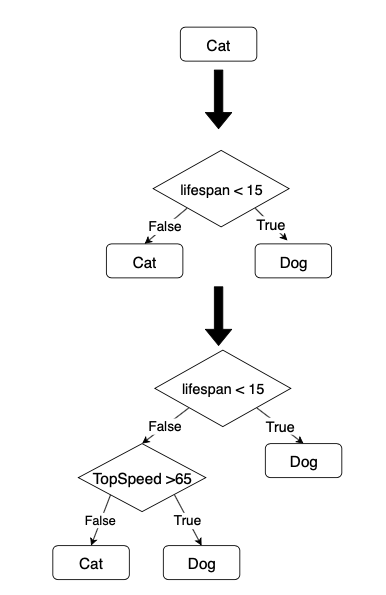 Cat
lifespan < 15
False
True
Cat
Dog
lifespan < 15
False
True
Dog
TopSpeed >65
False
True
Cat
Dog